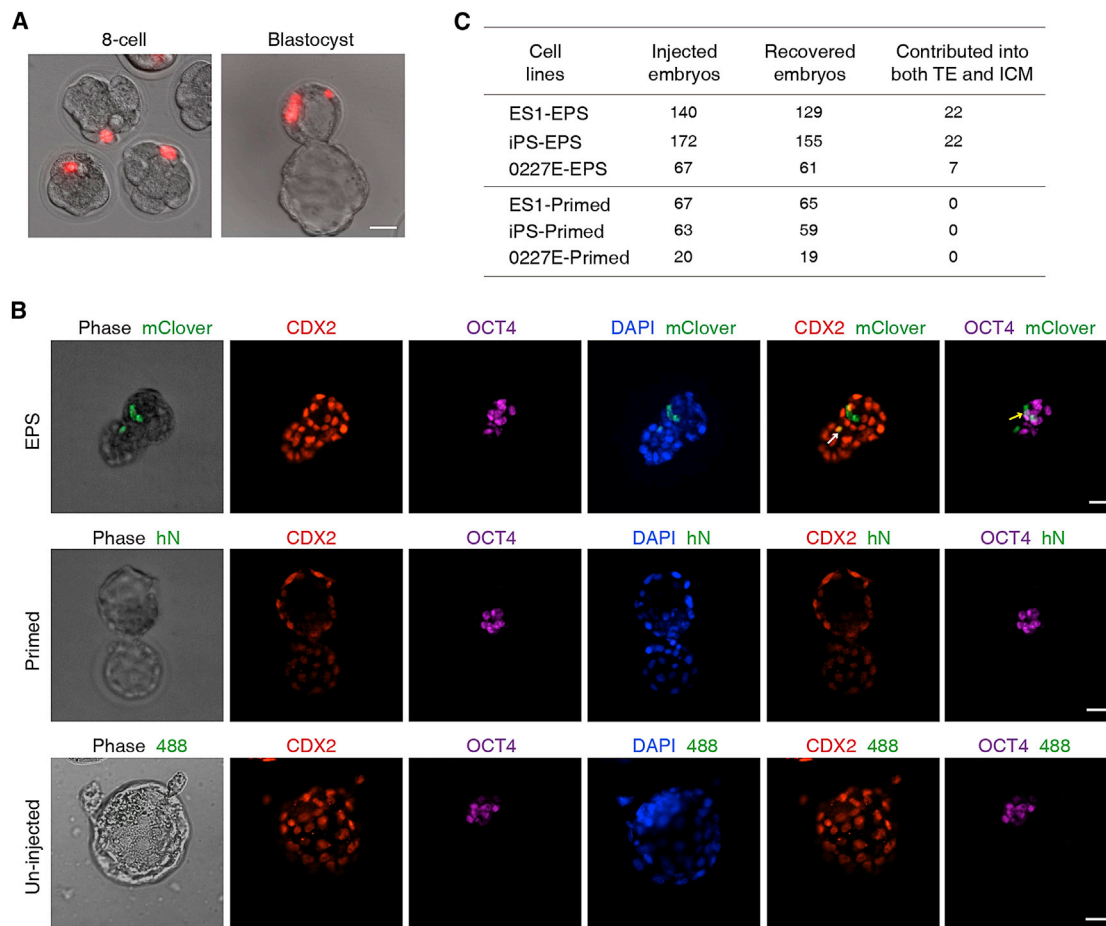 A
8-cell Blastocyst
C
Cell lines Injected embryos Recovered embryos Contributed into both TE and ICM
ES1-EPS 140 129 22
iPS-EPS 172 155 22
0227E-EPS 67 61 7
ES1-Primed 67 65 0
iPS-Primed 63 59 0
0227E-Primed 20 19 0
B
Phase mClover CDX2 OCT4 DAPI mClover CDX2 mClover OCT4 mClover
EPS
Phase hN CDX2 OCT4 DAPI hN CDX2 hN OCT4 hN
Primed
Phase 488 CDX2 OCT4 DAPI 488 CDX2 488 OCT4 488
Un-injected